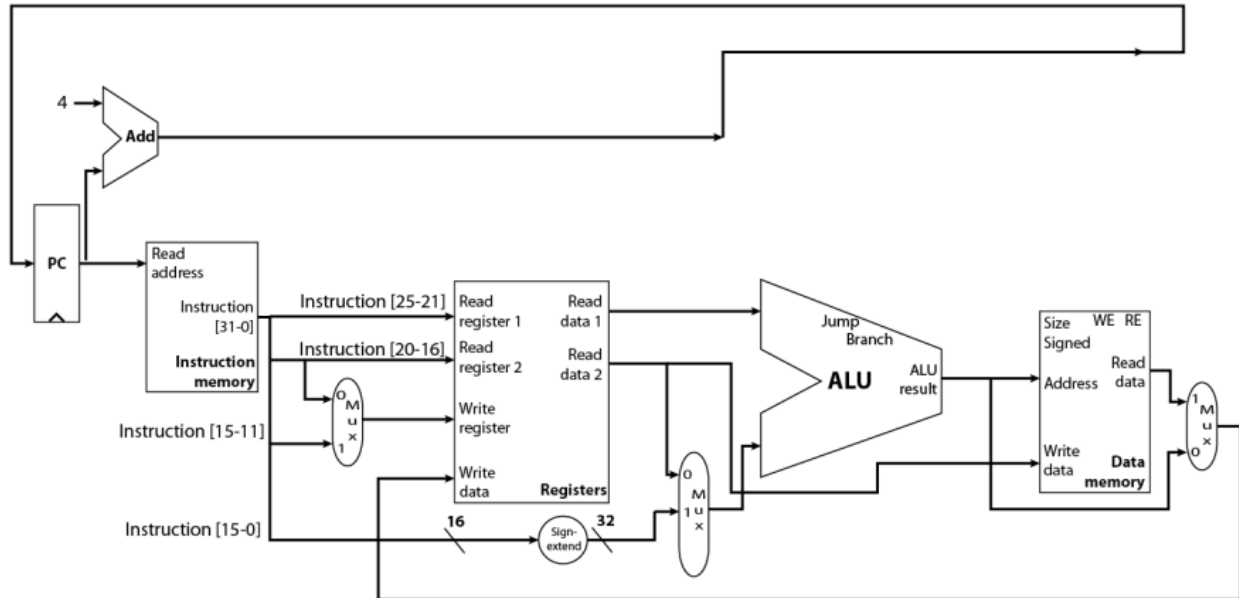 4
Add
PC
Read
address
Instruction
[31-0]
Instruction
memory
Instruction [25-21]
Instruction [20-16]
Instruction [15-11]
Instruction [15-0]
0
Mux
1
Read
register 1
Read
register 2
Write
register
Write
data
Read
data 1
Read
data 2
Registers
16
Sign-
extend
32
0
Mux
1
Jump
Branch
ALU
ALU
result
Size
Signed
WE RE
Address
Read
data
Write
data
Data
memory
1
Mux
0